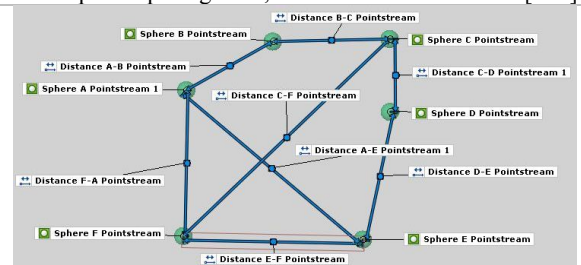 Distance B-C Pointstream
Sphere B Pointstream
Sphere C Pointstream
Distance A-B Pointstream
Distance C-D Pointstream 1
Sphere A Pointstream 1
Distance C-F Pointstream
Sphere D Pointstream
Distance A-E Pointstream 1
Distance F-A Pointstream
Distance D-E Pointstream
Sphere F Pointstream
Sphere E Pointstream
Distance E-F Pointstream